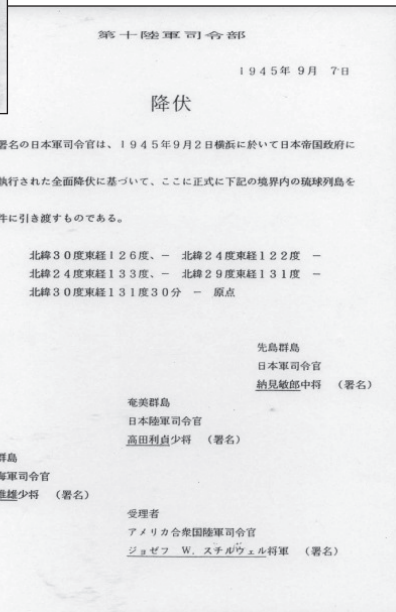 第十陸軍司令部
1945年 9月 7日
降伏
署名の日本軍司令官は、1945年9月2日横浜に於いて日本帝国政府に
執行された全面降伏に基づいて、ここに正式に下記の境界内の琉球列島を
件に引き渡すものである。
北緯30度東経126度、－ 北緯24度東経122度 －
北緯24度東経133度、－ 北緯29度東経131度 －
北緯30度東経131度30分 － 原点
先島群島
日本軍司令官
納見敏郎中将 (署名)
奄美群島
日本陸軍司令官
高田利貞少将 (署名)
群島
海軍司令官
雄少将 (署名)
受理者
アメリカ合衆国陸軍司令官
ジョゼフ W. スチルウェル将軍 (署名)